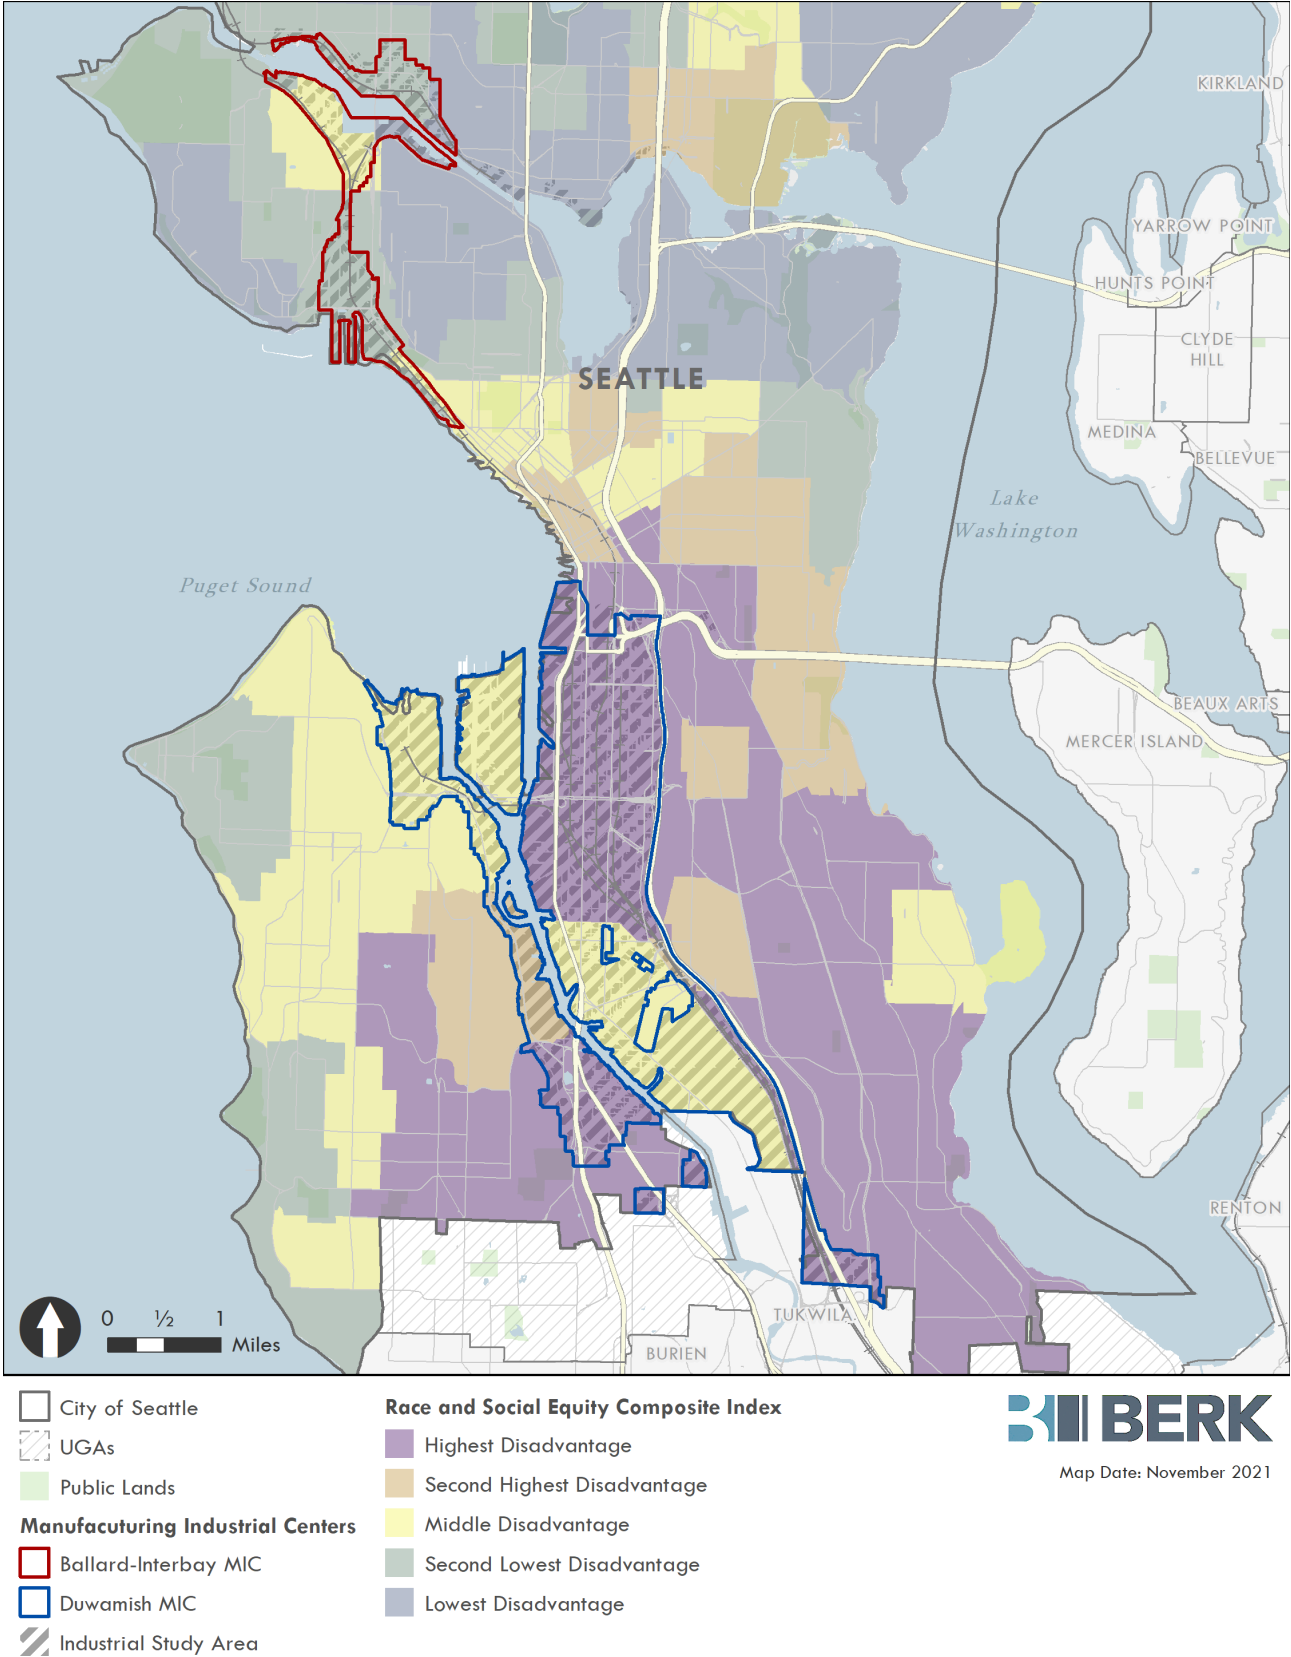 KIRKLAND
YARROW POINT
HUNTS POINT
CLYDE
HILL
SEATTLE
MEDINA
BELLEVUE
Lake
Washington
Puget Sound
BEAUX ARTS
MERCER ISLAND
RENTON
TUKWILA
BURIEN
0 ½ 1
Miles
City of Seattle
UGAs
Public Lands
Manufacuturing Industrial Centers
Ballard-Interbay MIC
Duwamish MIC
Industrial Study Area
Race and Social Equity Composite Index
Highest Disadvantage
Second Highest Disadvantage
Middle Disadvantage
Second Lowest Disadvantage
Lowest Disadvantage
BERK
Map Date: November 2021